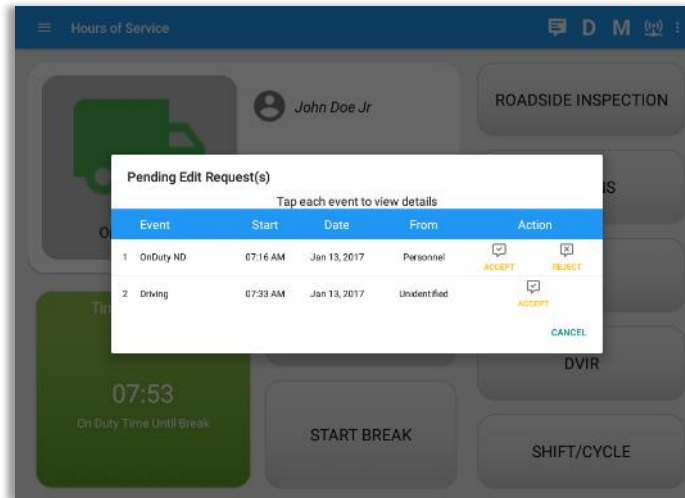 Hours of Service
D M
John Doe Jr
ROADSIDE INSPECTION
Pending Edit Request(s)
Tap each event to view details
Event Start Date From Action
1 OnDuty ND 07:16 AM Jan 13, 2017 Personnel ACCEPT REJECT
2 Driving 07:33 AM Jan 13, 2017 Unidentified ACCEPT
CANCEL
07:53
On Duty Time Until Break
START BREAK
DVIR
SHIFT/CYCLE